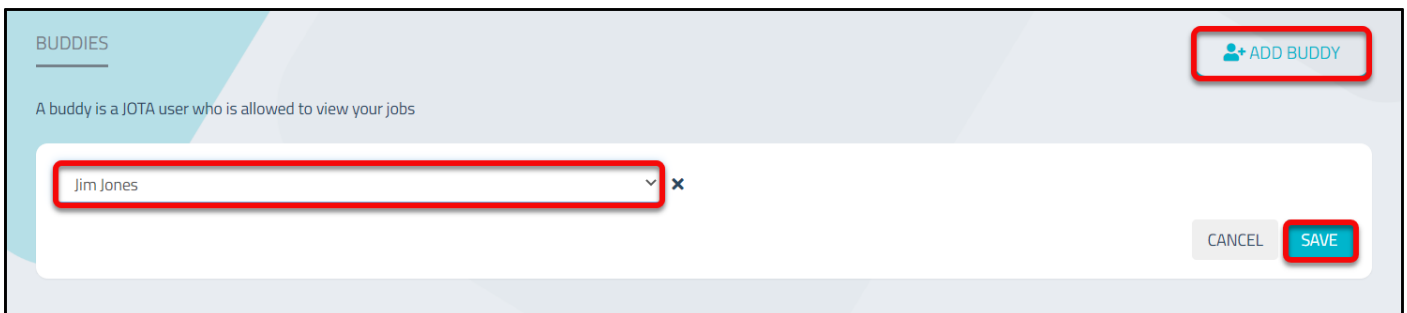 BUDDIES
ADD BUDDY
A buddy is a JOTA user who is allowed to view your jobs
Jim Jones
CANCEL
SAVE